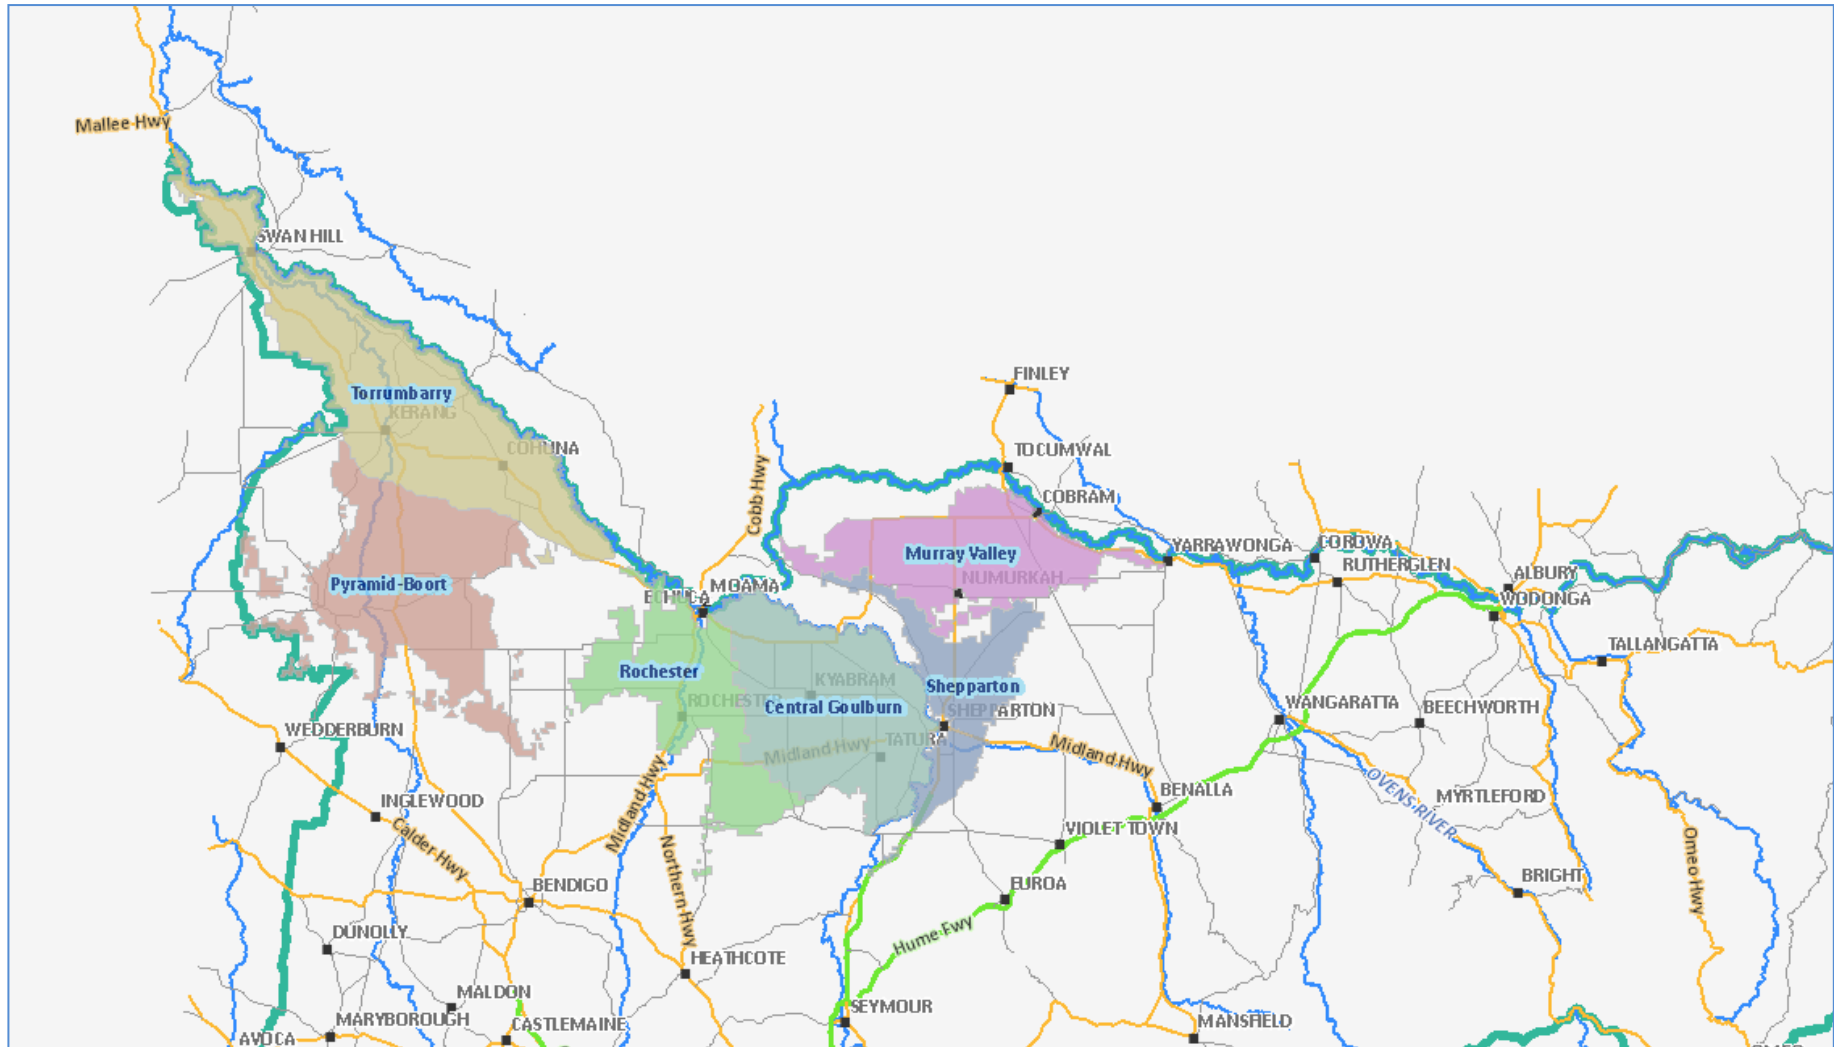 Mallee Hwy
SWAN HILL
FINLEY
Torrumbarry
KERANG
COHUNA
TOCUMWAL
Cobb Hwy
COBRAM
Murray Valley
YARRAWONGA
COROWA
RUTHERGLEN
ALBURY
WODONGA
NUMURKAH
Pyramid-Boort
MOAMA
ECHUCA
TALLANGATTA
Rochester
KYABRAM
Shepparton
ROCHESTER
Central Goulburn
SHEPPARTON
WANGARATTA
BEECHWORTH
WEDDERBURN
Midland Hwy
TATURA
Midland Hwy
BENALLA
OVENS RIVER
MYRTLEFORD
INGLEWOOD
Calder Hwy
Midland Hwy
Northern Hwy
VIOLET TOWN
Omeo Hwy
BENDIGO
EUROA
BRIGHT
DUNOLLY
Hume Fwy
HEATHCOTE
MALDON
SEYMOUR
MARYBOROUGH
CASTLEMAINE
MANSFIELD
AVOCA